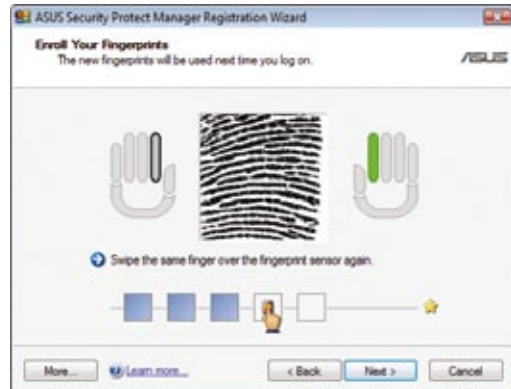 ASUS Security Protect Manager Registration Wizard
Enroll Your Fingerprints
The new fingerprints will be used next time you log on.
ASUS
Swipe the same finger over the fingerprint sensor again.
More... Learn more... < Back Next > Cancel